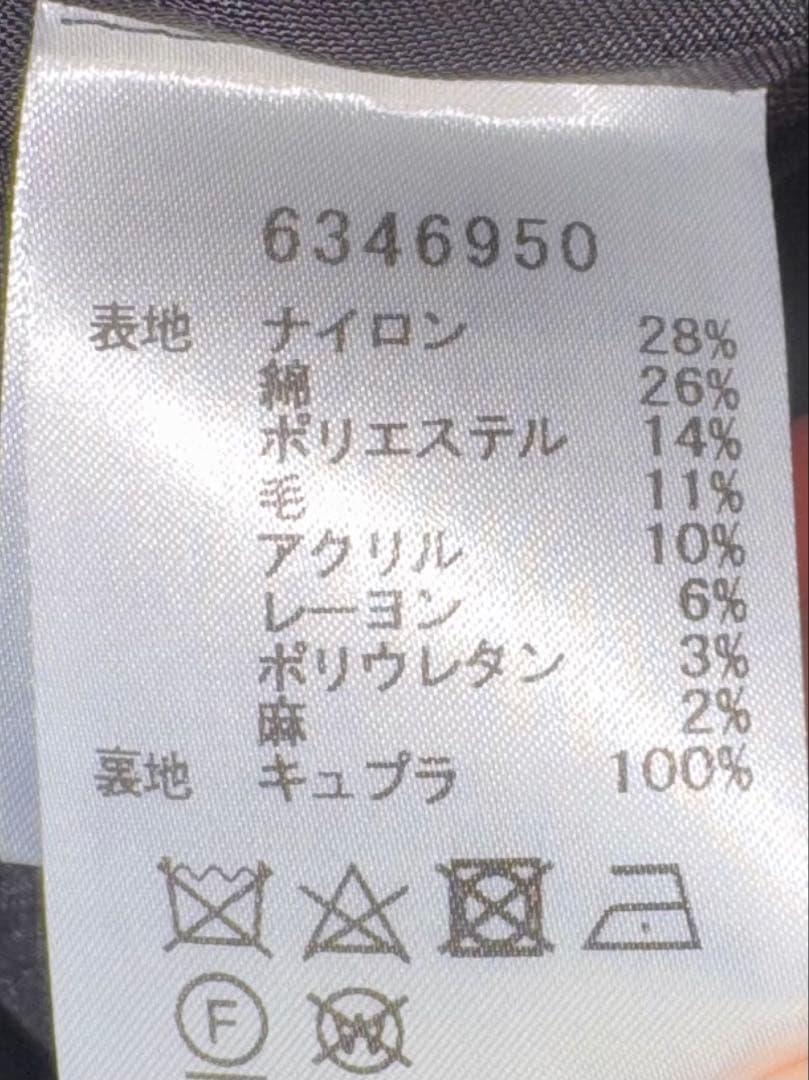 6346950
表地 ナイロン 28%
綿 26%
ポリエステル 14%
毛 11%
アクリル 10%
レーヨン 6%
ポリウレタン 3%
麻 2%
裏地 キュプラ 100%
F W